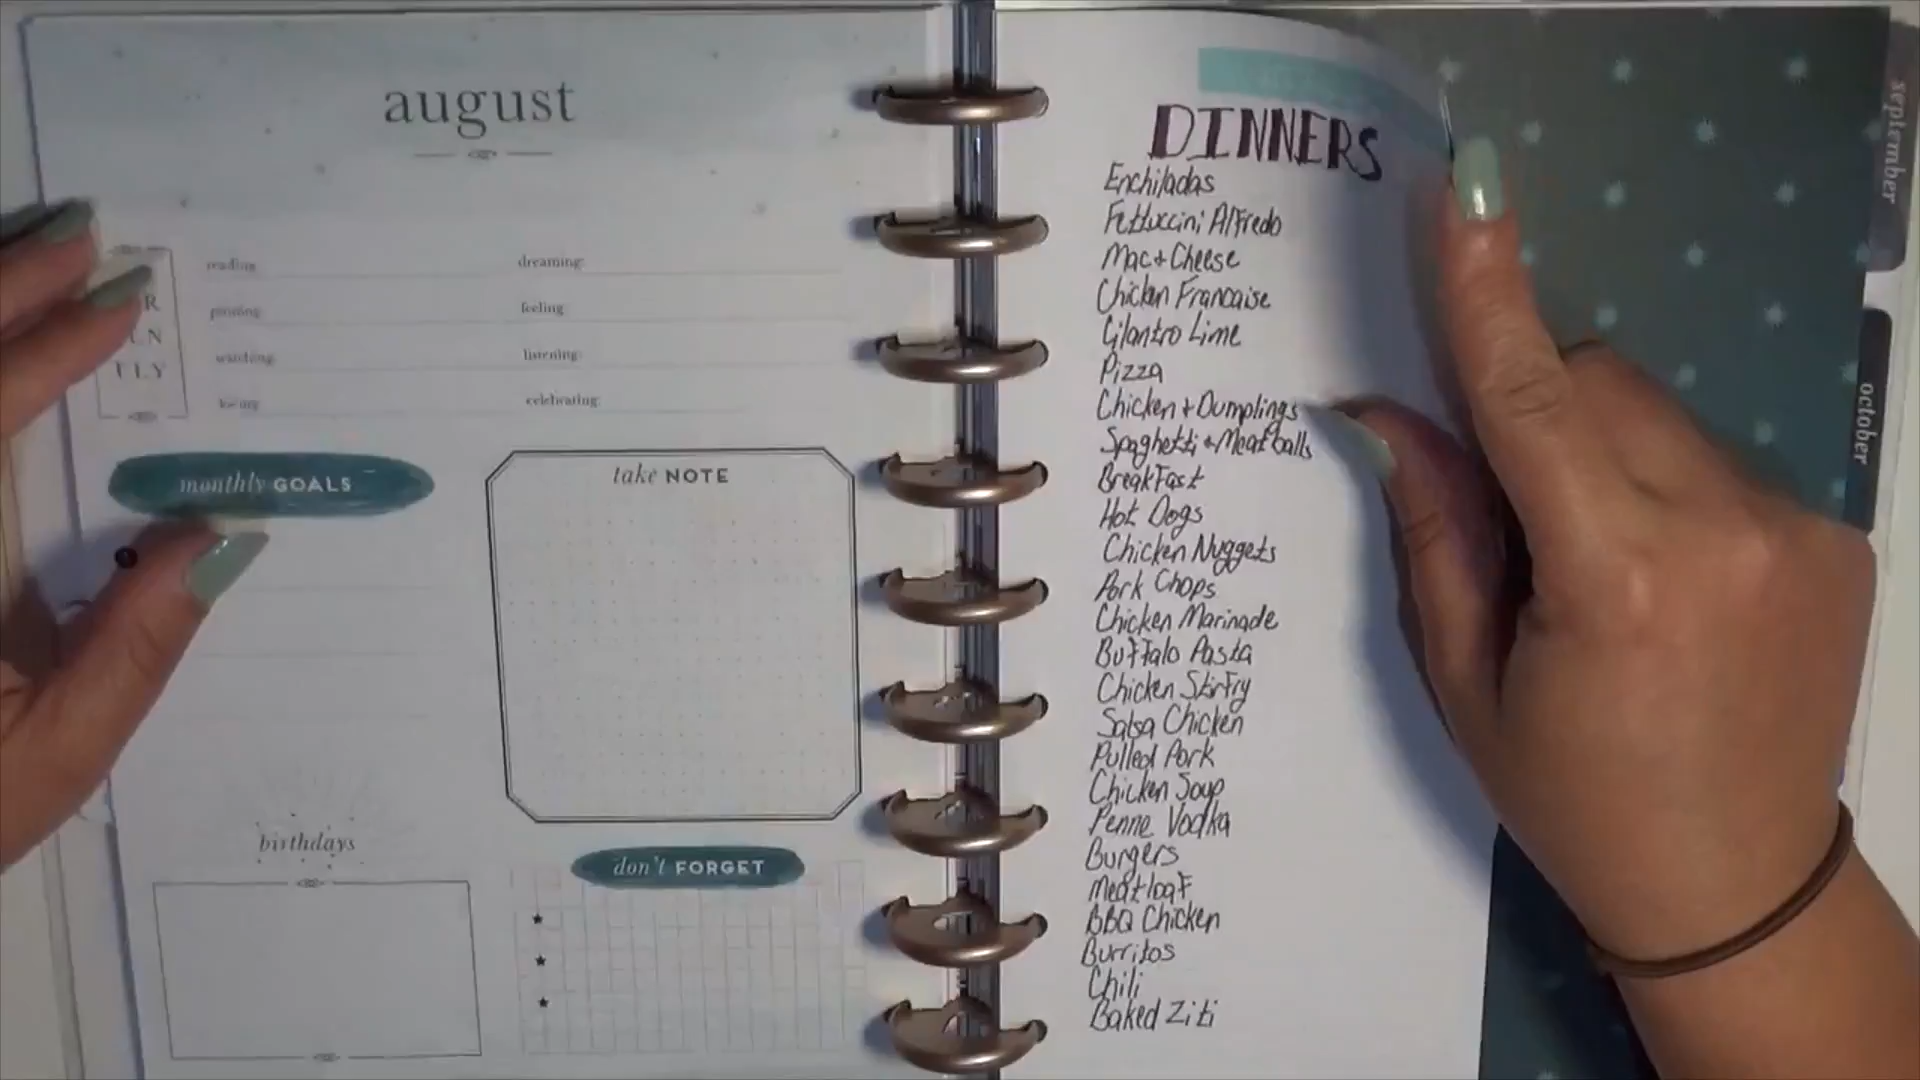 august
reading:
dreaming:
feeling:
watching:
listening:
loving:
celebrating:
R
N
TLY
monthly GOALS
take NOTE
birthdays
don't FORGET
DINNERS
Enchiladas
Fettuccini Alfredo
Mac + Cheese
Chicken Francaise
Cilantro Lime
Pizza
Chicken + Dumplings
Spaghetti + Meatballs
BreakFast
Hot Dogs
Chicken Nuggets
Pork Chops
Chicken Marinade
Buffalo Pasta
Chicken StirFry
Salsa Chicken
Pulled Pork
Chicken Soup
Penne Vodka
Burgers
Meatloaf
BBQ Chicken
Burritos
Chili
Baked Ziti
september
october